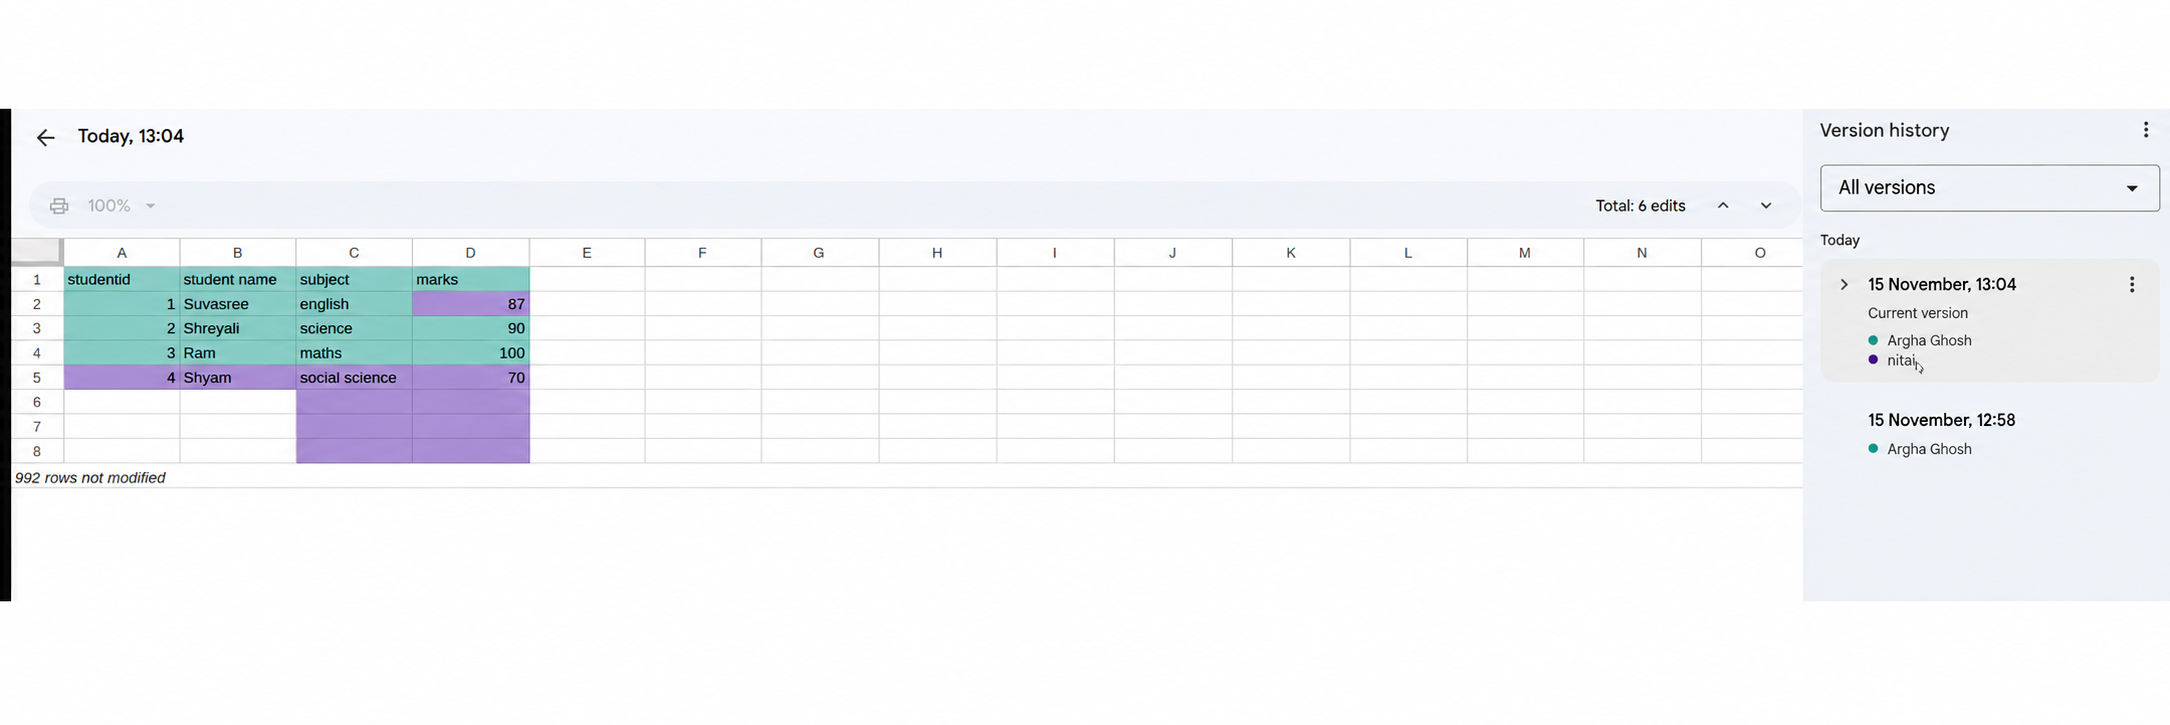 Today, 13:04
100%
Total: 6 edits
A B C D E F G H I J K L M N O
1 studentid student name subject marks
2 1 Suvasree english 87
3 2 Shreyali science 90
4 3 Ram maths 100
5 4 Shyam social science 70
6
7
8
992 rows not modified
Version history
All versions
Today
15 November, 13:04
Current version
Argha Ghosh
nitai
15 November, 12:58
Argha Ghosh